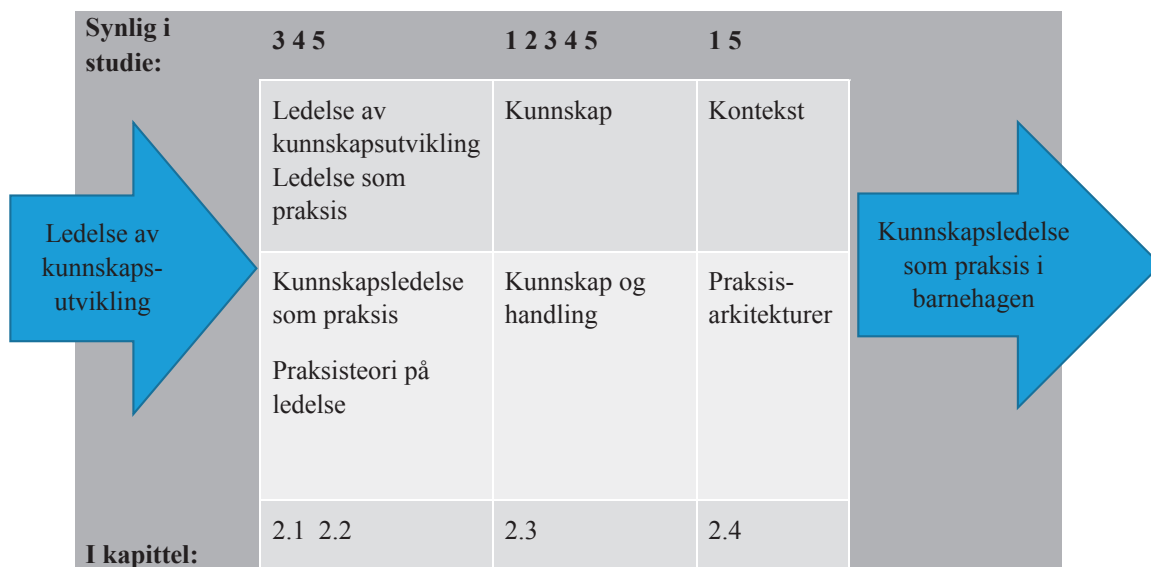 Synlig i
studie:
3 4 5
1 2 3 4 5
1 5
Ledelse av
kunnskaps-
utvikling
Ledelse av
kunnskapsutvikling
Ledelse som
praksis
Kunnskap
Kontekst
Kunnskapsledelse
som praksis
Praksisteori på
ledelse
Kunnskap og
handling
Praksis-
arkitekturer
Kunnskapsledelse
som praksis i
barnehagen
I kapittel:
2.1 2.2
2.3
2.4